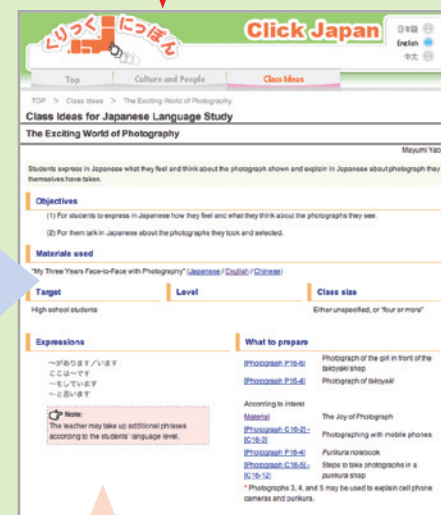 くりっくにっぽん
Click Japan
日本語
English
中文
Top
Culture and People
Class Ideas
TOP > Class Ideas > The Exciting World of Photography
Class Ideas for Japanese Language Study
The Exciting World of Photography
Mayumi Yab
Students express in Japanese what they feel and think about the photograph shown and explain in Japanese about photograph they
themselves have taken.
Objectives
(1) For students to express in Japanese how they feel and what they think about the photographs they see.
(2) For them talk in Japanese about the photographs they took and selected.
Materials used
"My Three Years Face-to-Face with Photography" (Japanese / English / Chinese)
Target
Level
Class size
High school students
Either unspecified, or "four or more"
Expressions
～があります／います
ここは～です
～をしています
～と思います
Note:
The teacher may take up additional phrases
according to the students' language level.
What to prepare
[Photograph P16-6]
Photograph of the girl in front of the
takoyaki shop
[Photograph P16-4]
Photograph of takoyaki
According to interest
Material
The Joy of Photograph
[Photograph C16-2]-
[C16-3]
Photographing with mobile phones
[Photograph P16-4]
Purikura notebook
[Photograph C16-5]-
[C16-12]
Steps to take photographs in a
purikura shop
* Photographs 3, 4, and 5 may be used to explain cell phone
cameras and purikura.